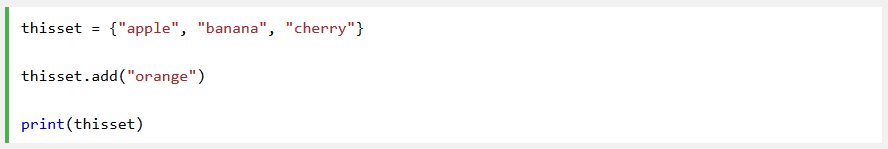 thisset = {"apple", "banana", "cherry"}
thisset.add("orange")
print(thisset)